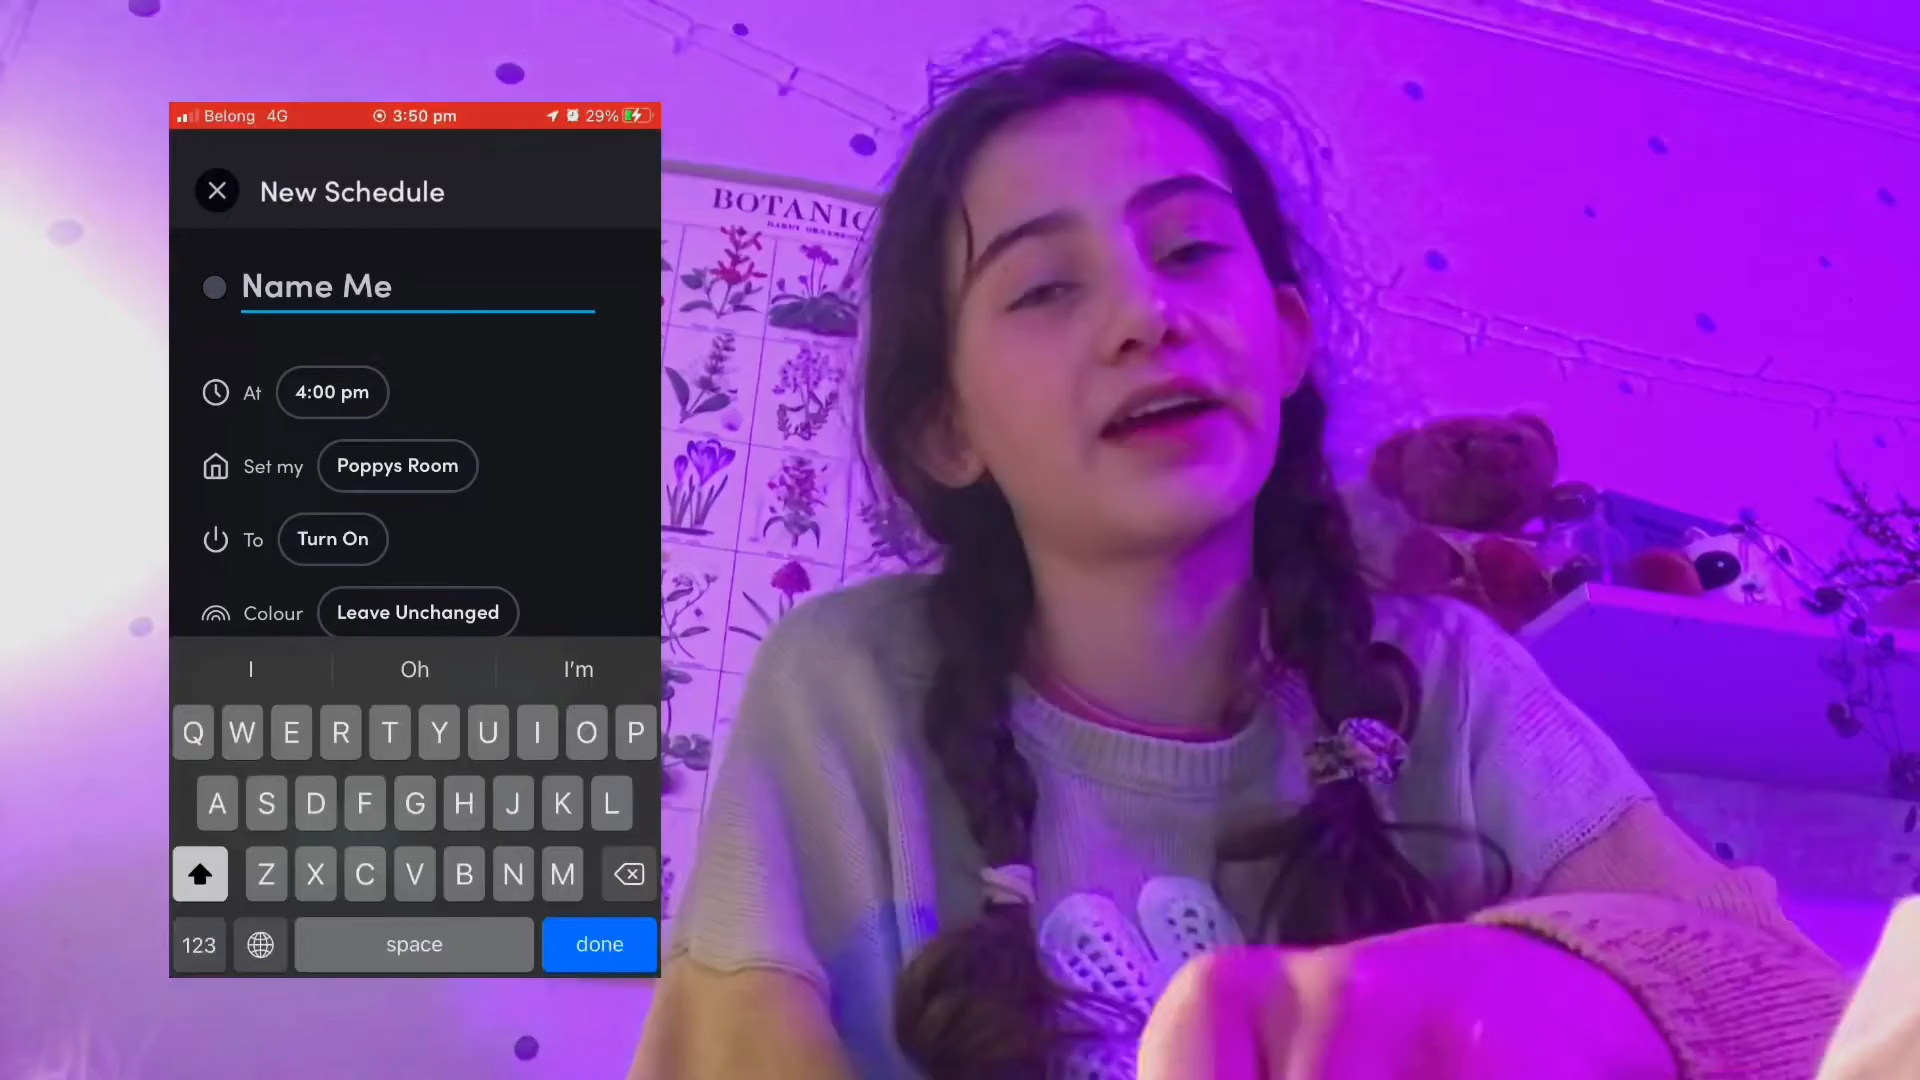 Belong 4G 3:50 pm 29%
New Schedule
Name Me
At 4:00 pm
Set my Poppys Room
To Turn On
Colour Leave Unchanged
I Oh I'm
Q W E R T Y U I O P
A S D F G H J K L
Z X C V B N M
123 space done
BOTANIC